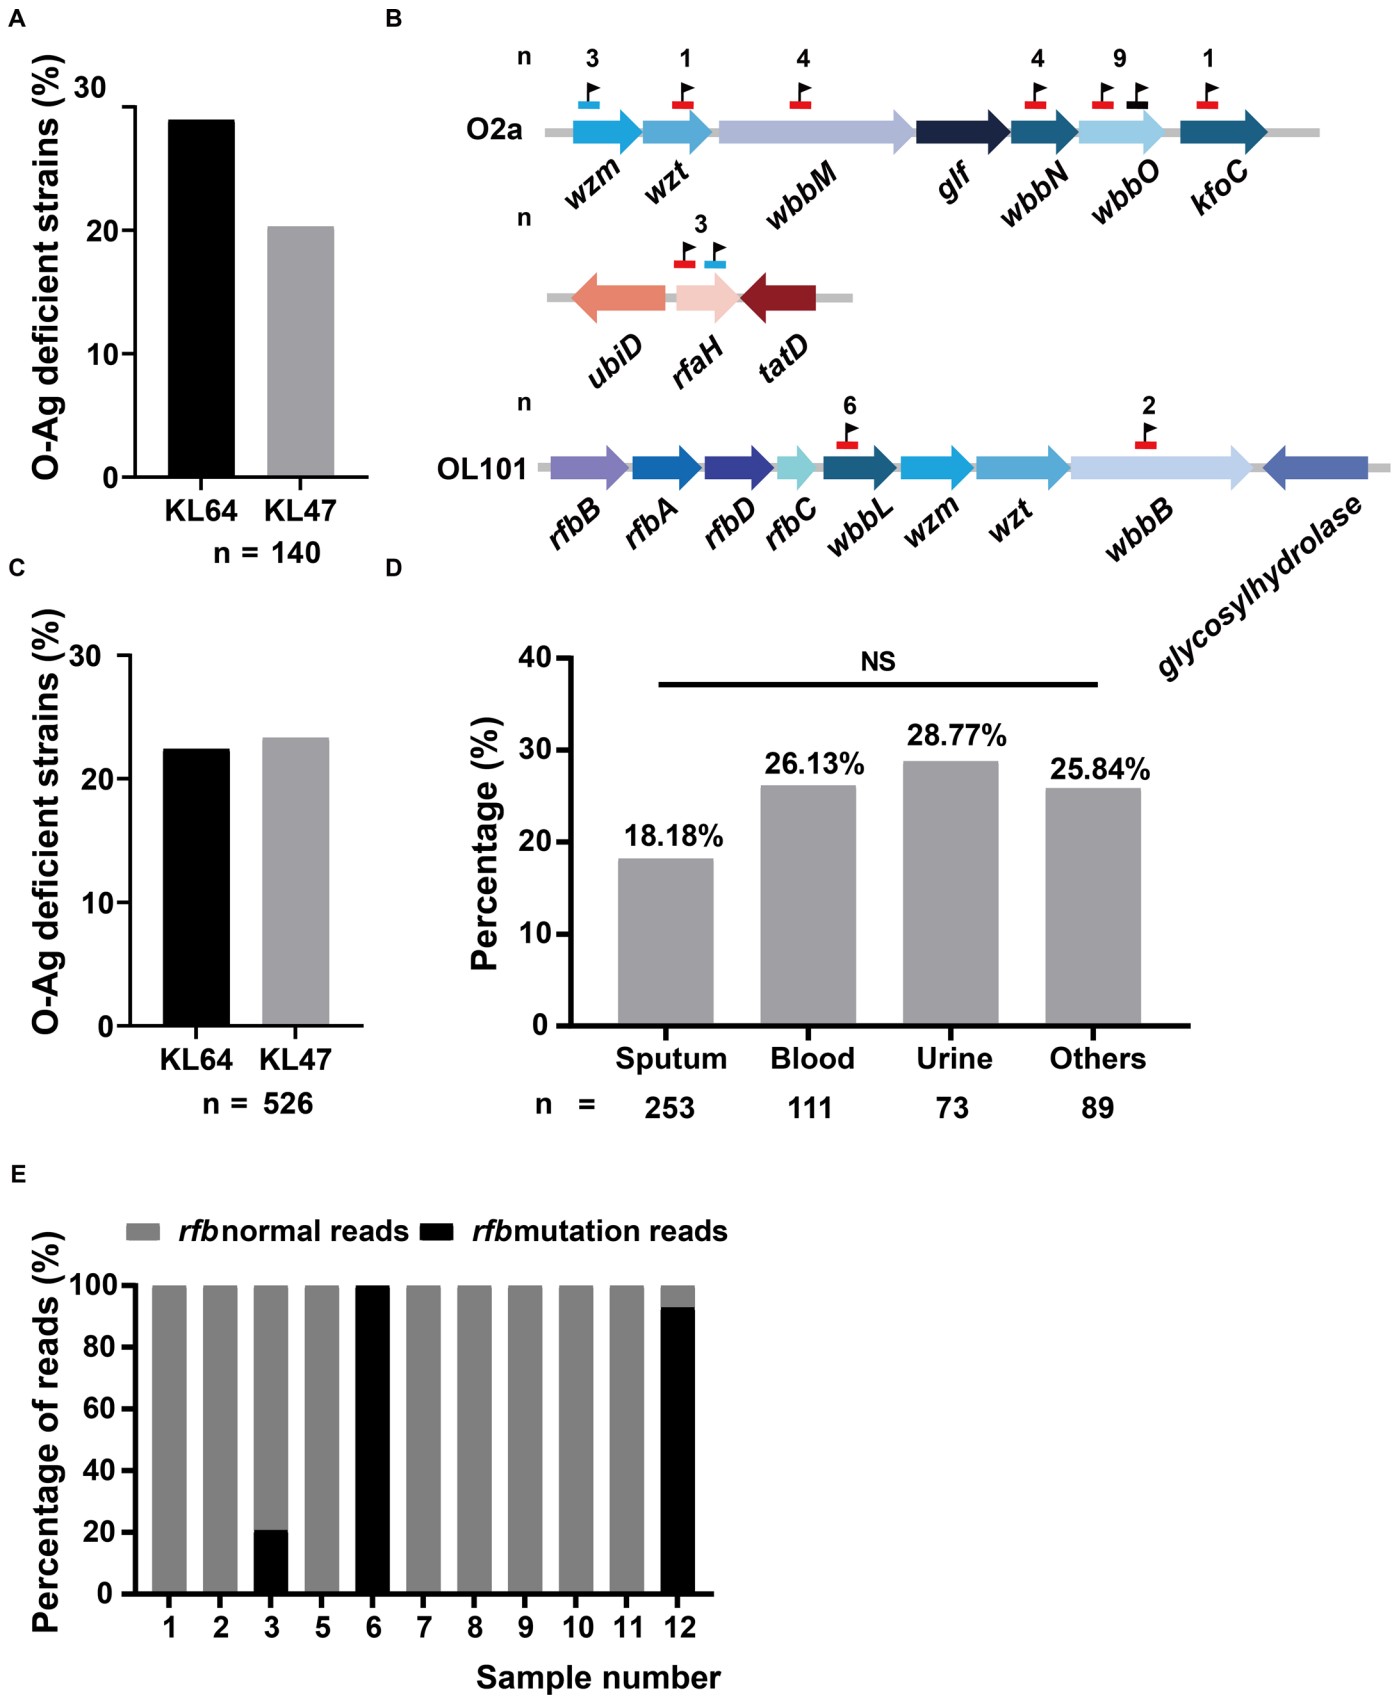 A
O-Ag deficient strains (%)
30
20
10
0
KL64 KL47
n = 140
B
n 3 1 4 4 9 1
O2a
wzm wzt wbbM glf wbbN wbbO kfoC
n 3
ubiD rfaH tatD
n 6 2
OL101
rfbB rfbA rfbD rfbC wbbL wzm wzt wbbB glycosylhydrolase
C
O-Ag deficient strains (%)
30
20
10
0
KL64 KL47
n = 526
D
Percentage (%)
40
30
20
10
0
NS
18.18% 26.13% 28.77% 25.84%
Sputum Blood Urine Others
n = 253 111 73 89
E
rfb normal reads rfb mutation reads
Percentage of reads (%)
100
80
60
40
20
0
1 2 3 5 6 7 8 9 10 11 12
Sample number